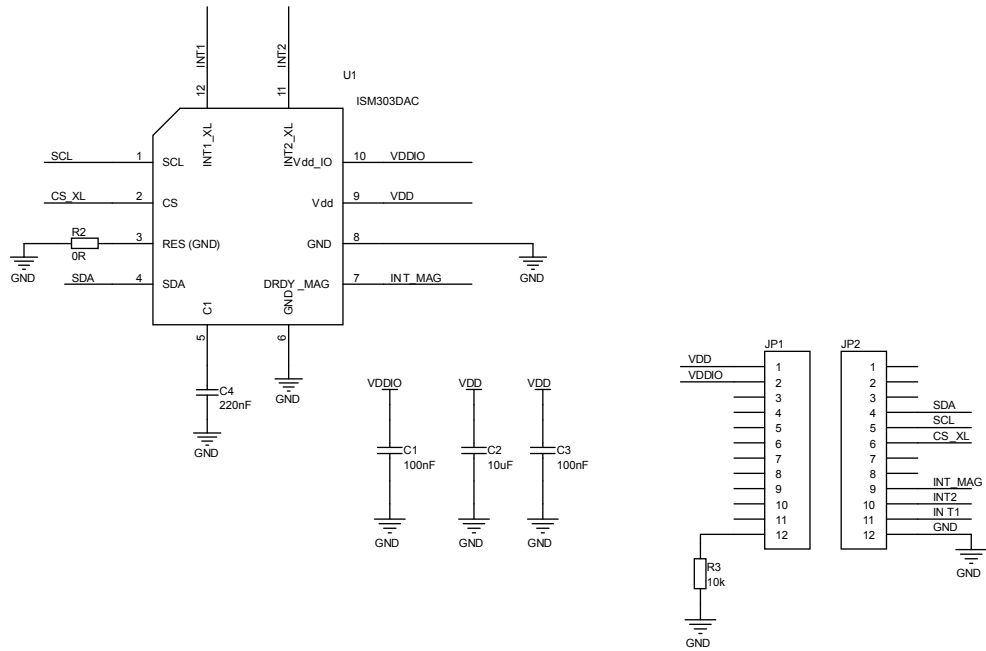 INT1
INT2
12
11
U1
ISM303DAC
INT1_XL
INT2_XL
SCL 1 SCL Vdd_IO 10 VDDIO
CS_XL 2 CS Vdd 9 VDD
R2
0R
3 RES (GND) GND 8
GND
GND
SDA 4 SDA DRDY _MAG 7 INT_MAG
C1
GND
5
6
C4
220nF
GND
GND
VDDIO
VDD
VDD
C1
100nF
C2
10uF
C3
100nF
GND
GND
GND
JP1
VDD 1
VDDIO 2
3
4
5
6
7
8
9
10
11
12
R3
10k
GND
JP2
1
2
3
4 SDA
5 SCL
6 CS_XL
7
8
9 INT_MAG
10 INT2
11 IN T1
12 GND
GND